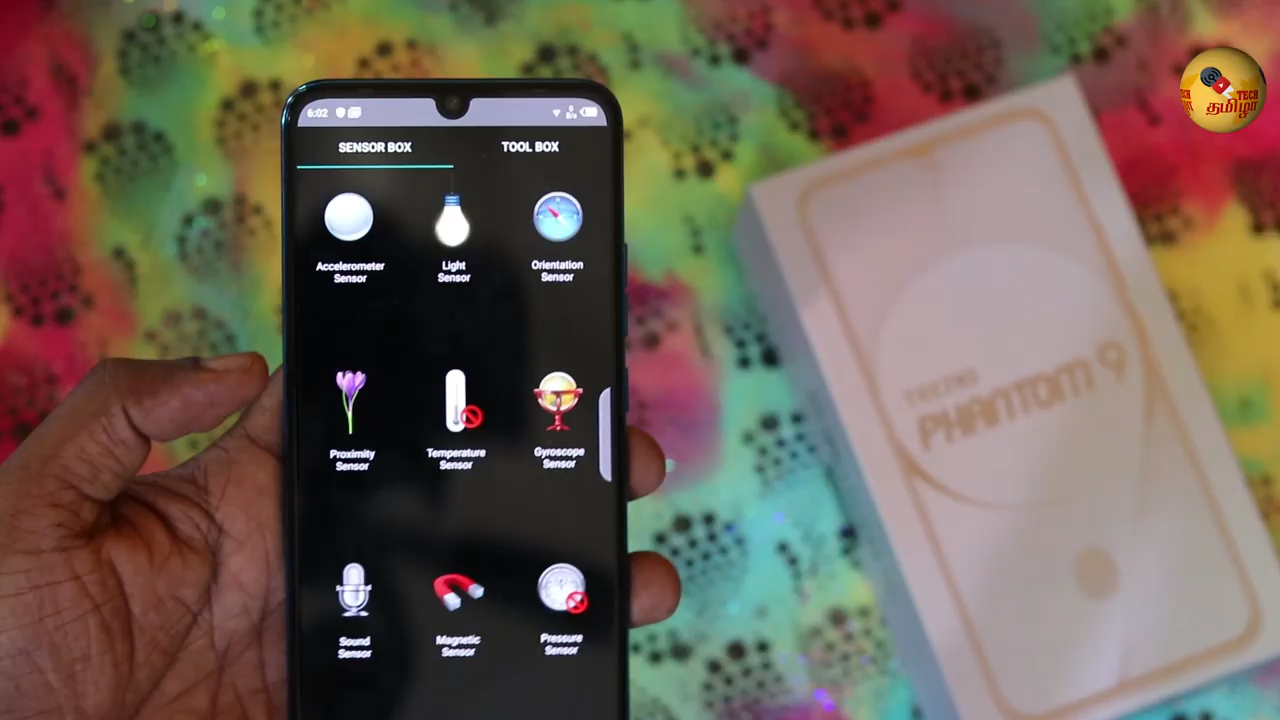 6:02
SENSOR BOX
TOOL BOX
Accelerometer
Sensor
Light
Sensor
Orientation
Sensor
Proximity
Sensor
Temperature
Sensor
Gyroscope
Sensor
Sound
Sensor
Magnetic
Sensor
Pressure
Sensor
TECNO
PHANTOM 9
TECH
தமிழா